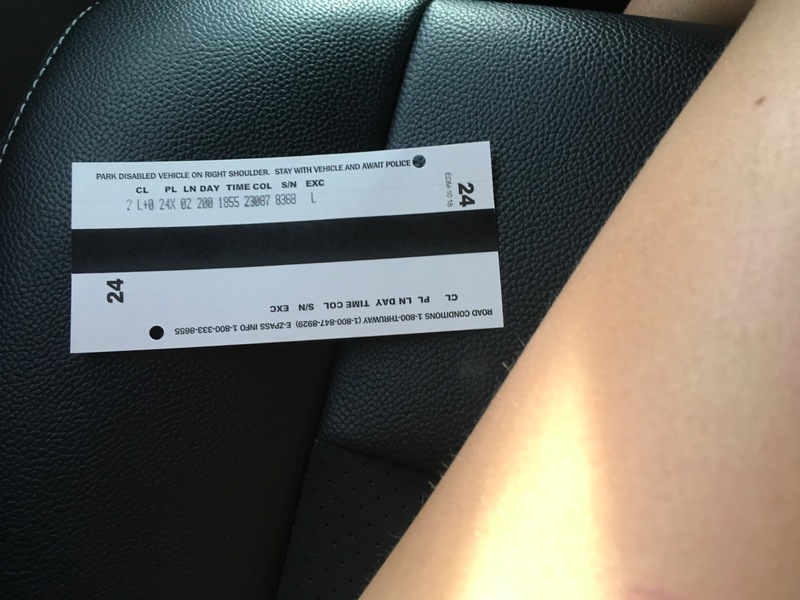 PARK DISABLED VEHICLE ON RIGHT SHOULDER. STAY WITH VEHICLE AND AWAIT POLICE
CL PL LN DAY TIME COL S/N EXC
2 L+0 24X 02 200 1855 23087 8368 L
24
EDM-10 16
24
CL PL LN DAY TIME COL S/N EXC
ROAD CONDITIONS 1-800-THRUWAY (1-800-847-8929) E-ZPASS INFO 1-800-333-8655